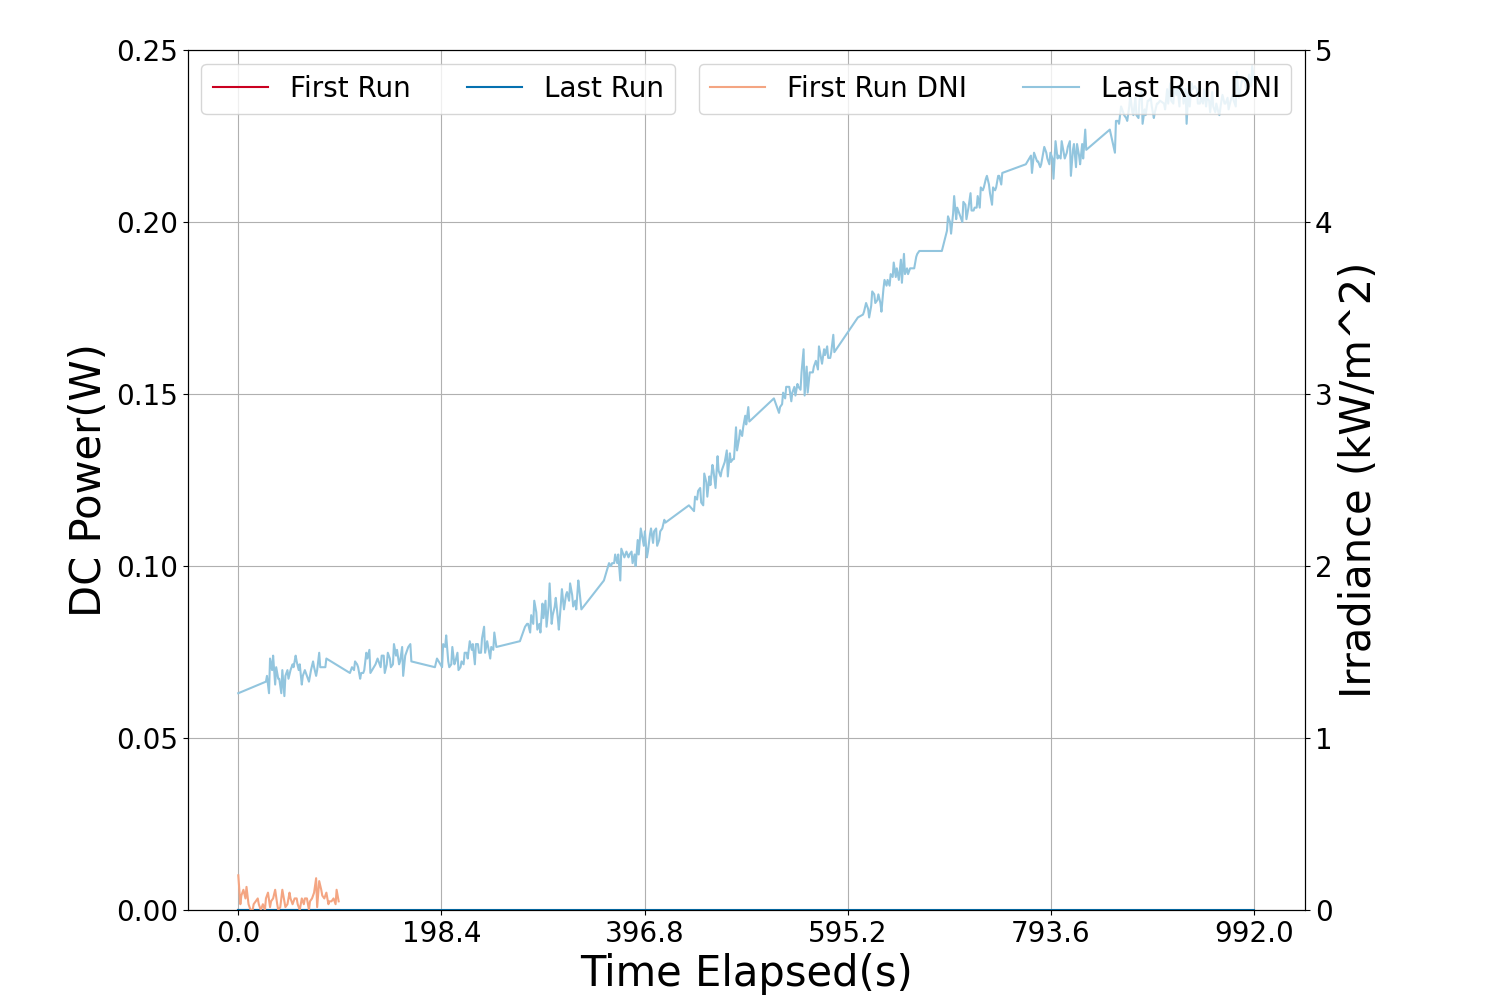 First Run Last Run First Run DNI Last Run DNI
DC Power(W)
0.25
0.20
0.15
0.10
0.05
0.00
5
4
3
2
1
0
Irradiance (kW/m^2)
0.0 198.4 396.8 595.2 793.6 992.0
Time Elapsed(s)